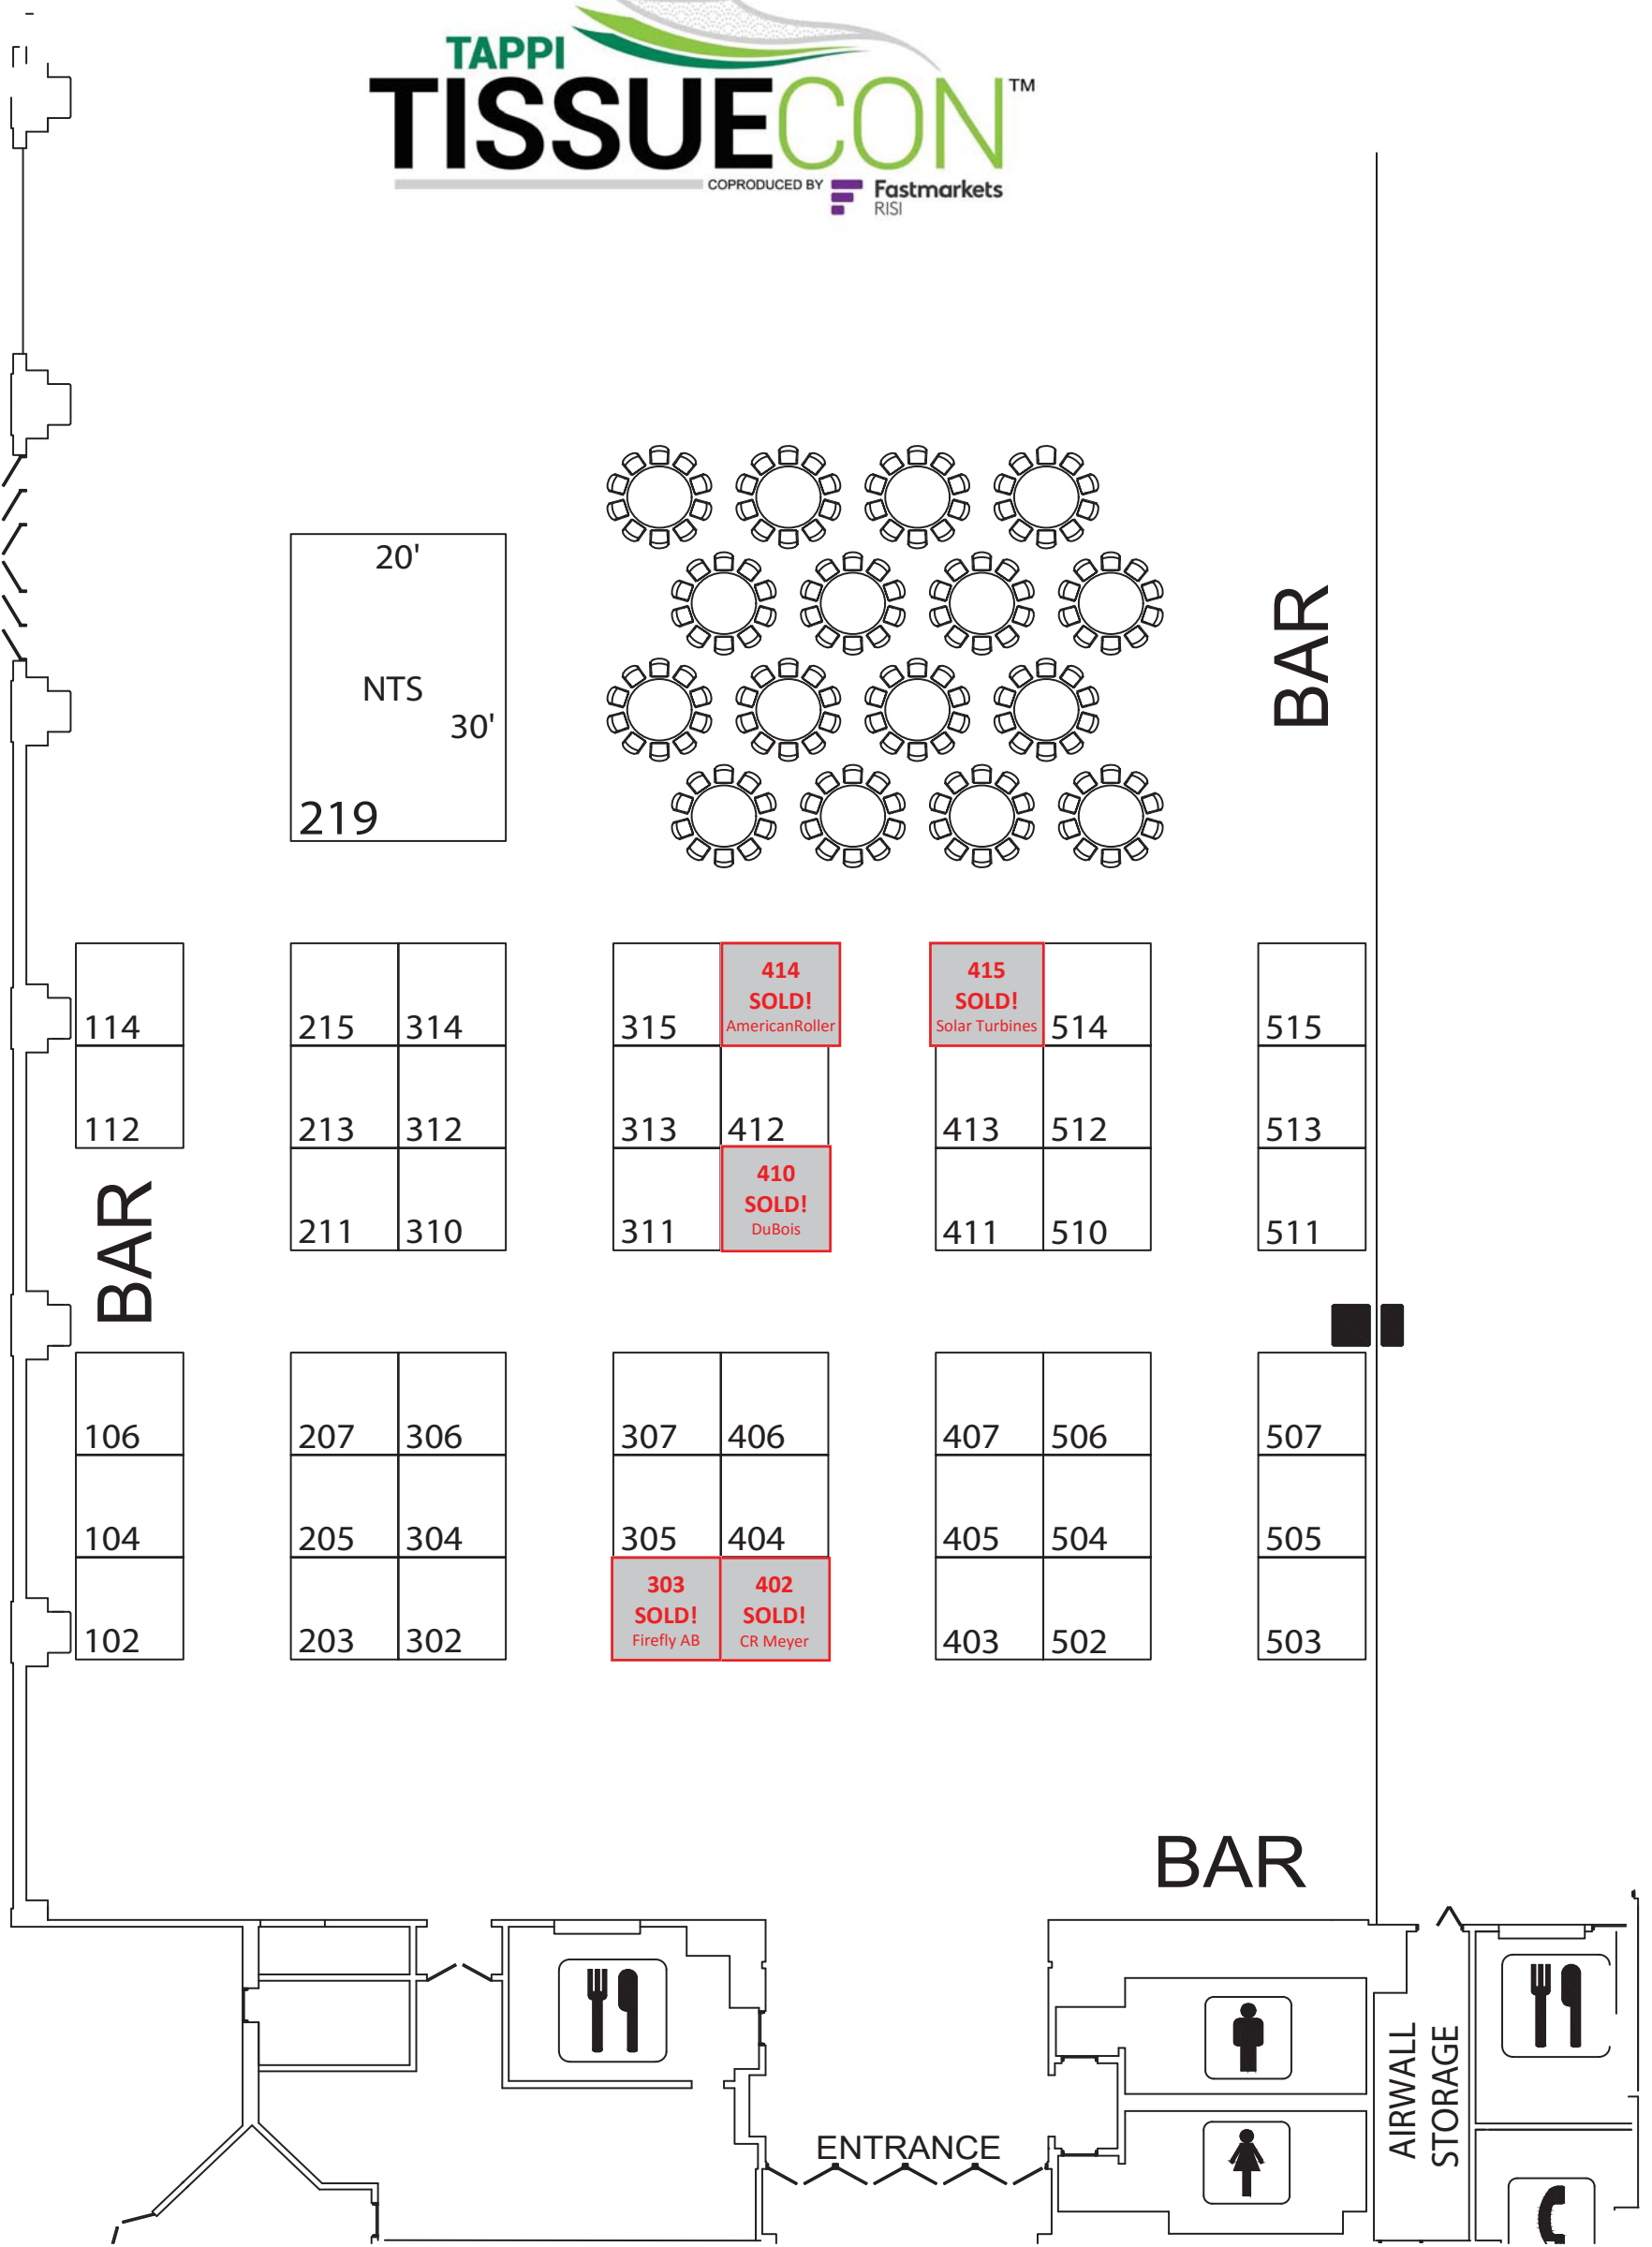 TAPPI
TISSUECON™
COPRODUCED BY Fastmarkets
RISI
20'
NTS
30'
219
BAR
114
215
314
315
414
SOLD!
AmericanRoller
415
SOLD!
Solar Turbines
514
515
112
213
312
313
412
413
512
513
211
310
311
410
SOLD!
DuBois
411
510
511
BAR
106
207
306
307
406
407
506
507
104
205
304
305
404
405
504
505
102
203
302
303
SOLD!
Firefly AB
402
SOLD!
CR Meyer
403
502
503
BAR
AIRWALL
STORAGE
ENTRANCE